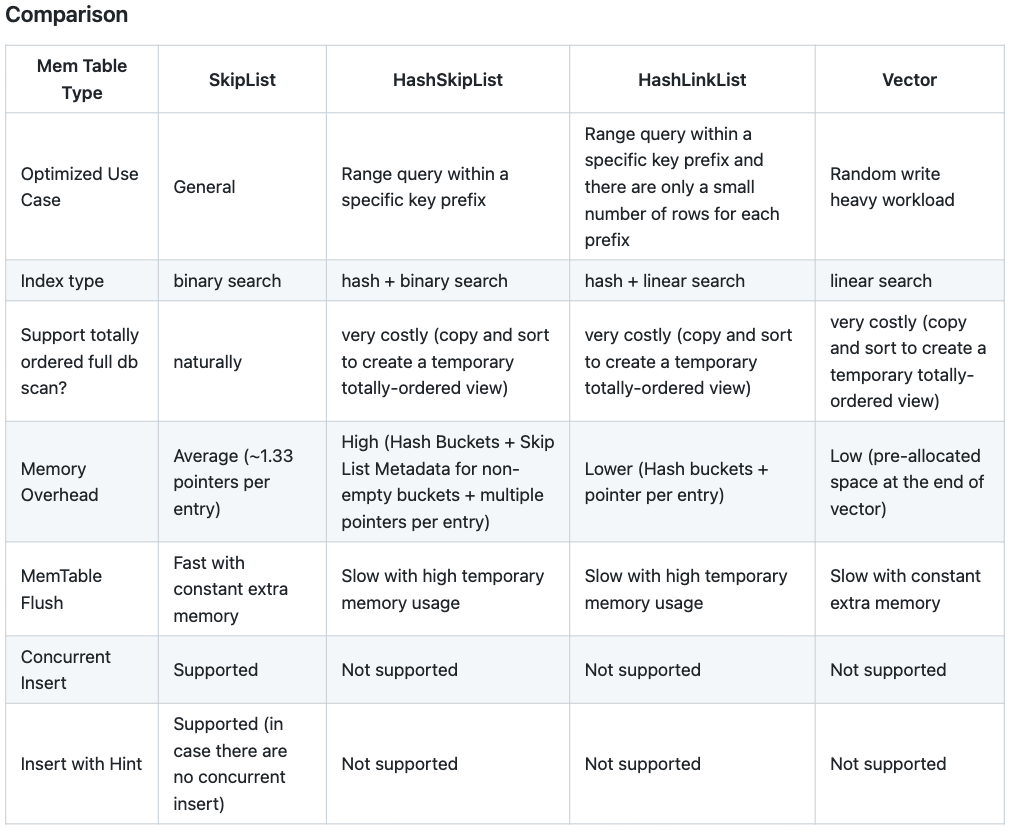 Comparison
Mem Table
Type
SkipList
HashSkipList
HashLinkList
Vector
Optimized Use
Case
General
Range query within a
specific key prefix
Range query within a
specific key prefix and
there are only a small
number of rows for each
prefix
Random write
heavy workload
Index type
binary search
hash + binary search
hash + linear search
linear search
Support totally
ordered full db
scan?
naturally
very costly (copy and sort
to create a temporary
totally-ordered view)
very costly (copy and sort
to create a temporary
totally-ordered view)
very costly (copy
and sort to create a
temporary totally-
ordered view)
Memory
Overhead
Average (~1.33
pointers per
entry)
High (Hash Buckets + Skip
List Metadata for non-
empty buckets + multiple
pointers per entry)
Lower (Hash buckets +
pointer per entry)
Low (pre-allocated
space at the end of
vector)
MemTable
Flush
Fast with
constant extra
memory
Slow with high temporary
memory usage
Slow with high temporary
memory usage
Slow with constant
extra memory
Concurrent
Insert
Supported
Not supported
Not supported
Not supported
Insert with Hint
Supported (in
case there are
no concurrent
insert)
Not supported
Not supported
Not supported